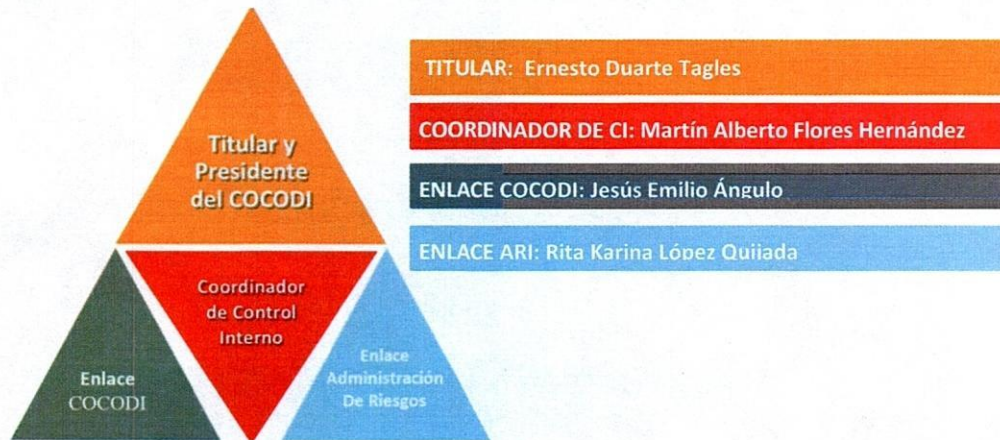 Titular y
Presidente
del COCODI
Coordinador
de Control
Interno
Enlace
COCODI
Enlace
Administración
De Riesgos
TITULAR: Ernesto Duarte Tagles
COORDINADOR DE CI: Martín Alberto Flores Hernández
ENLACE COCODI: Jesús Emilio Ángulo
ENLACE ARI: Rita Karina López Quijada